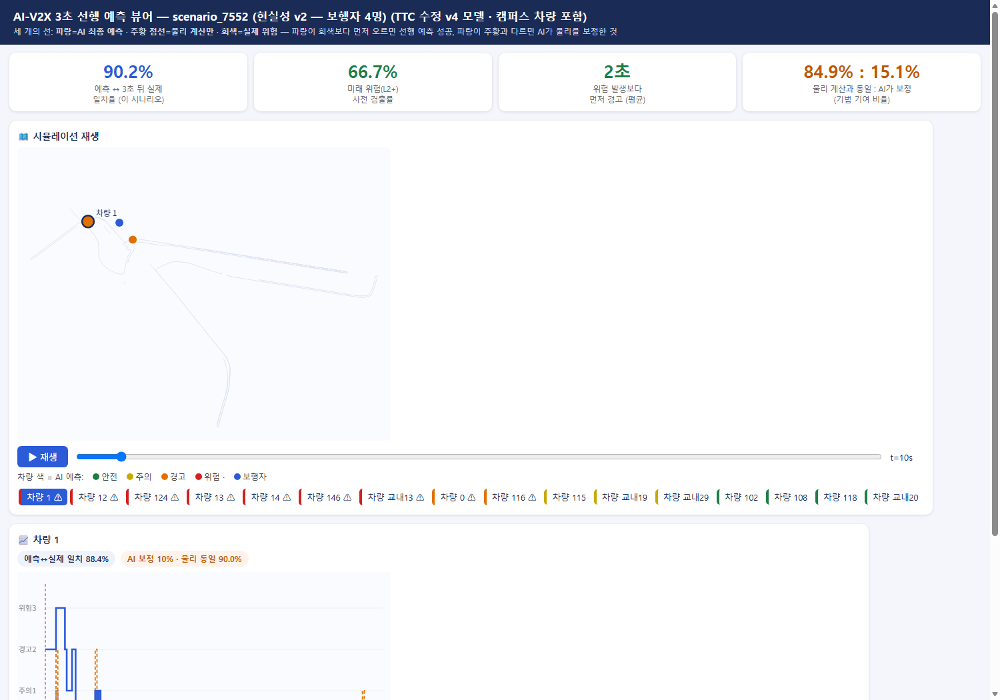 AI-V2X 3초 선행 예측 뷰어 — scenario_7552 (현실성 v2 — 보행자 4명) (TTC 수정 v4 모델 · 캠퍼스 차량 포함)
세 개의 선: 파랑=AI 최종 예측 · 주황 점선=물리 계산만 · 회색=실제 위험 — 파랑이 회색보다 먼저 오르면 선행 예측 성공, 파랑이 주황과 다르면 AI가 물리를 보정한 것
90.2%
예측 ↔ 3초 뒤 실제
일치율 (이 시나리오)
66.7%
미래 위험(L2+)
사전 검출률
2초
위험 발생보다
먼저 경고 (평균)
84.9% : 15.1%
물리 계산과 동일 : AI가 보정
(기법 기여 비율)
시뮬레이션 재생
차량 1
▶ 재생
t=10s
차량 색 = AI 예측: 안전 주의 경고 위험 · 보행자
차량 1 ⚠ 차량 12 ⚠ 차량 124 ⚠ 차량 13 ⚠ 차량 14 ⚠ 차량 146 ⚠ 차량 교내13 ⚠ 차량 0 ⚠ 차량 116 ⚠ 차량 115 차량 교내19 차량 교내29 차량 102 차량 108 차량 118 차량 교내20
차량 1
예측↔실제 일치 88.4% AI 보정 10% · 물리 동일 90.0%
위험3
경고2
주의1